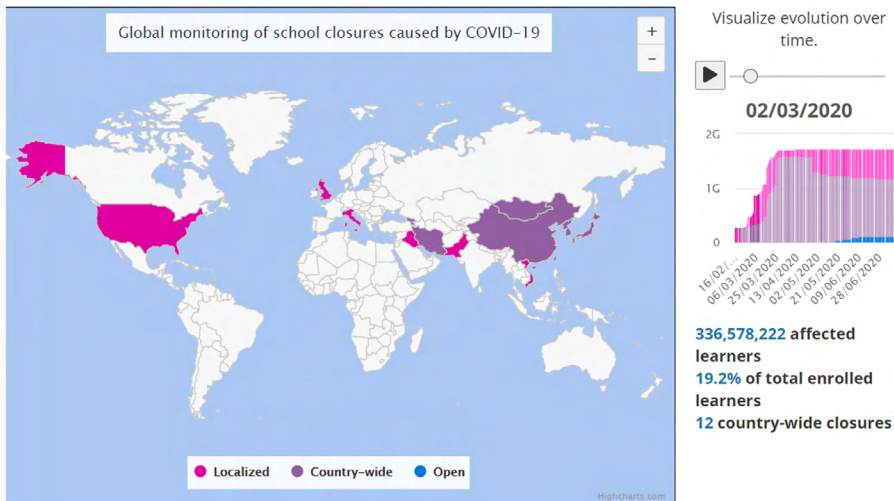 Global monitoring of school closures caused by COVID-19
+
−
Localized
Country-wide
Open
Highcharts.com
Visualize evolution over
time.
02/03/2020
2G
1G
0
16/02/...
06/03/2020
25/03/2020
13/04/2020
02/05/2020
21/05/2020
09/06/2020
28/06/2020
336,578,222 affected
learners
19.2% of total enrolled
learners
12 country-wide closures